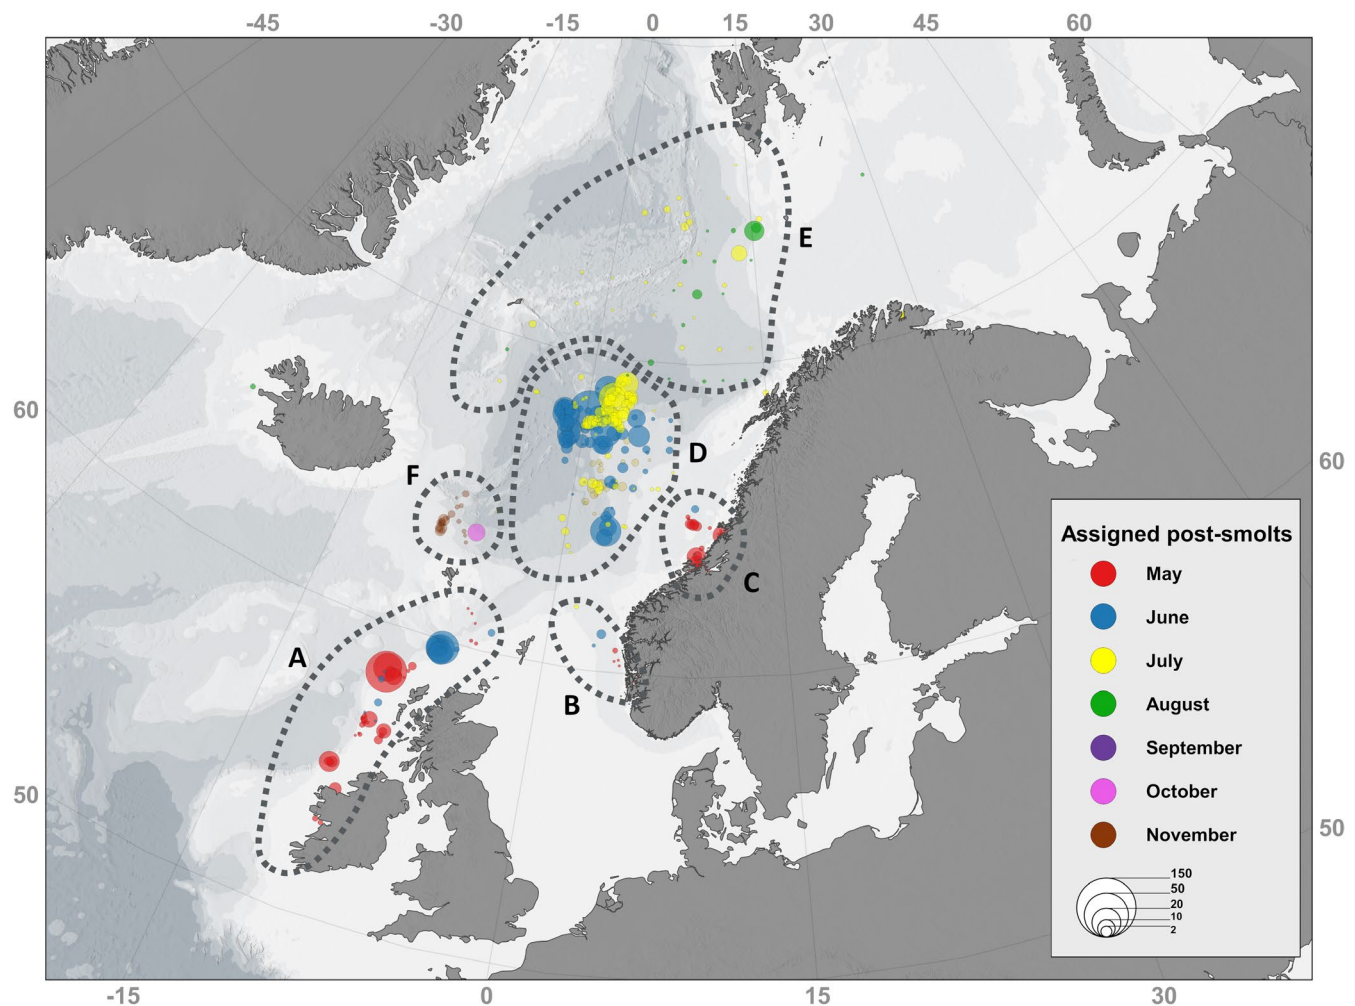 -45 -30 -15 0 15 30 45 60
E
60
D
F
60
Assigned post-smolts
May
C
June
A
July
B
August
September
October
50
November
50
150
50
20
10
2
-15 0 15 30